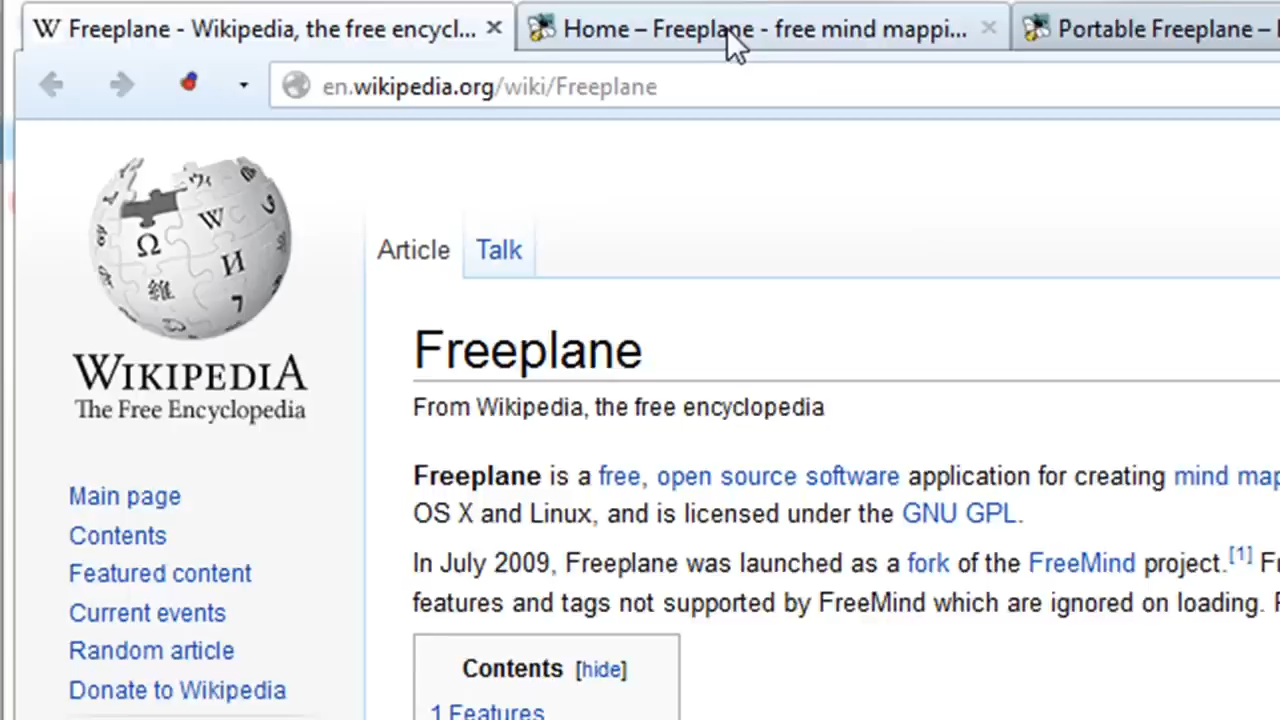 Freeplane - Wikipedia, the free encycl...
Home – Freeplane - free mind mappi...
Portable Freeplane –
en.wikipedia.org/wiki/Freeplane
Ω W И 維 7
WIKIPEDIA
The Free Encyclopedia
Main page
Contents
Featured content
Current events
Random article
Donate to Wikipedia
Article Talk
Freeplane
From Wikipedia, the free encyclopedia
Freeplane is a free, open source software application for creating mind map
OS X and Linux, and is licensed under the GNU GPL.
In July 2009, Freeplane was launched as a fork of the FreeMind project.[1] Fr
features and tags not supported by FreeMind which are ignored on loading.
Contents [hide]
1 Features